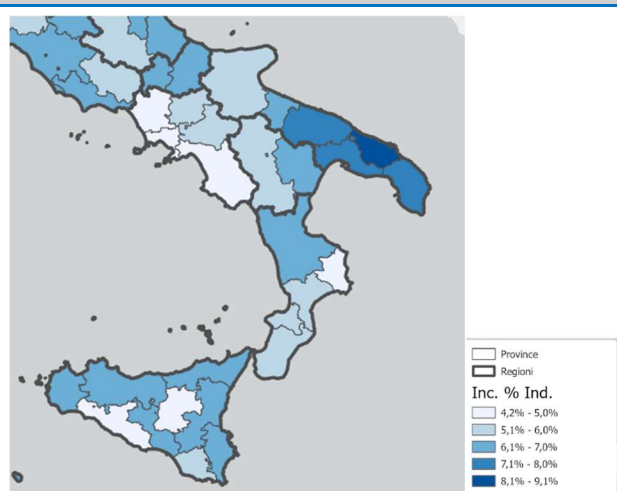 Province
Regioni
Inc. % Ind.
4,2% - 5,0%
5,1% - 6,0%
6,1% - 7,0%
7,1% - 8,0%
8,1% - 9,1%